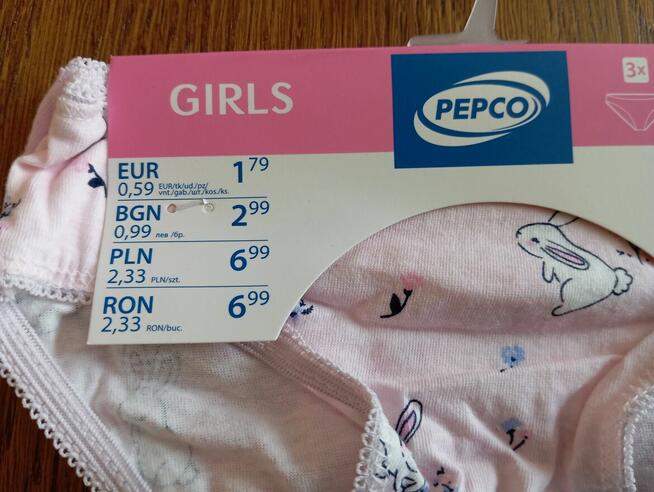 GIRLS
PEPCO
3x
EUR 1 79
0,59 EUR/tk/ud./pz/
vnt./gab./шт./kos./ks.
BGN 2 99
0,99 лев /бр.
PLN 6 99
2,33 PLN/szt.
RON 6 99
2,33 RON/buc.